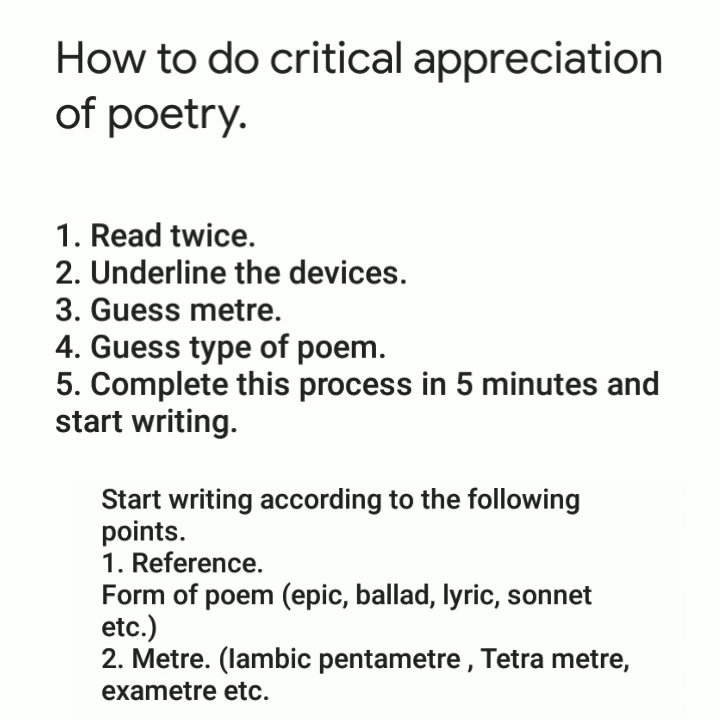 How to do critical appreciation
of poetry.
1. Read twice.
2. Underline the devices.
3. Guess metre.
4. Guess type of poem.
5. Complete this process in 5 minutes and
start writing.
Start writing according to the following
points.
1. Reference.
Form of poem (epic, ballad, lyric, sonnet
etc.)
2. Metre. (Iambic pentametre , Tetra metre,
exametre etc.